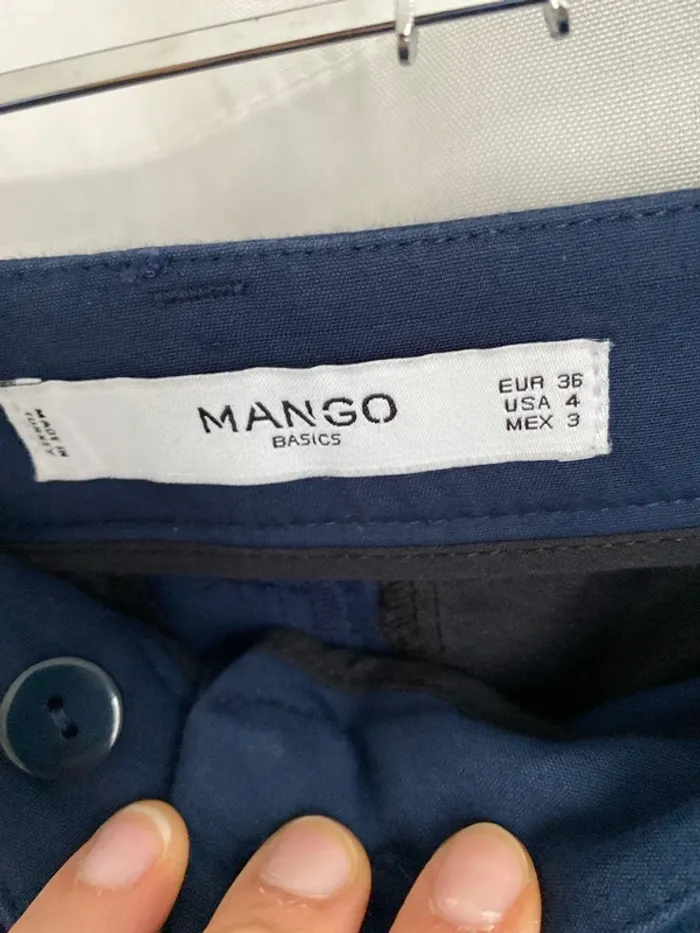 MADE IN
TURKEY
MANGO
BASICS
EUR 36
USA 4
MEX 3